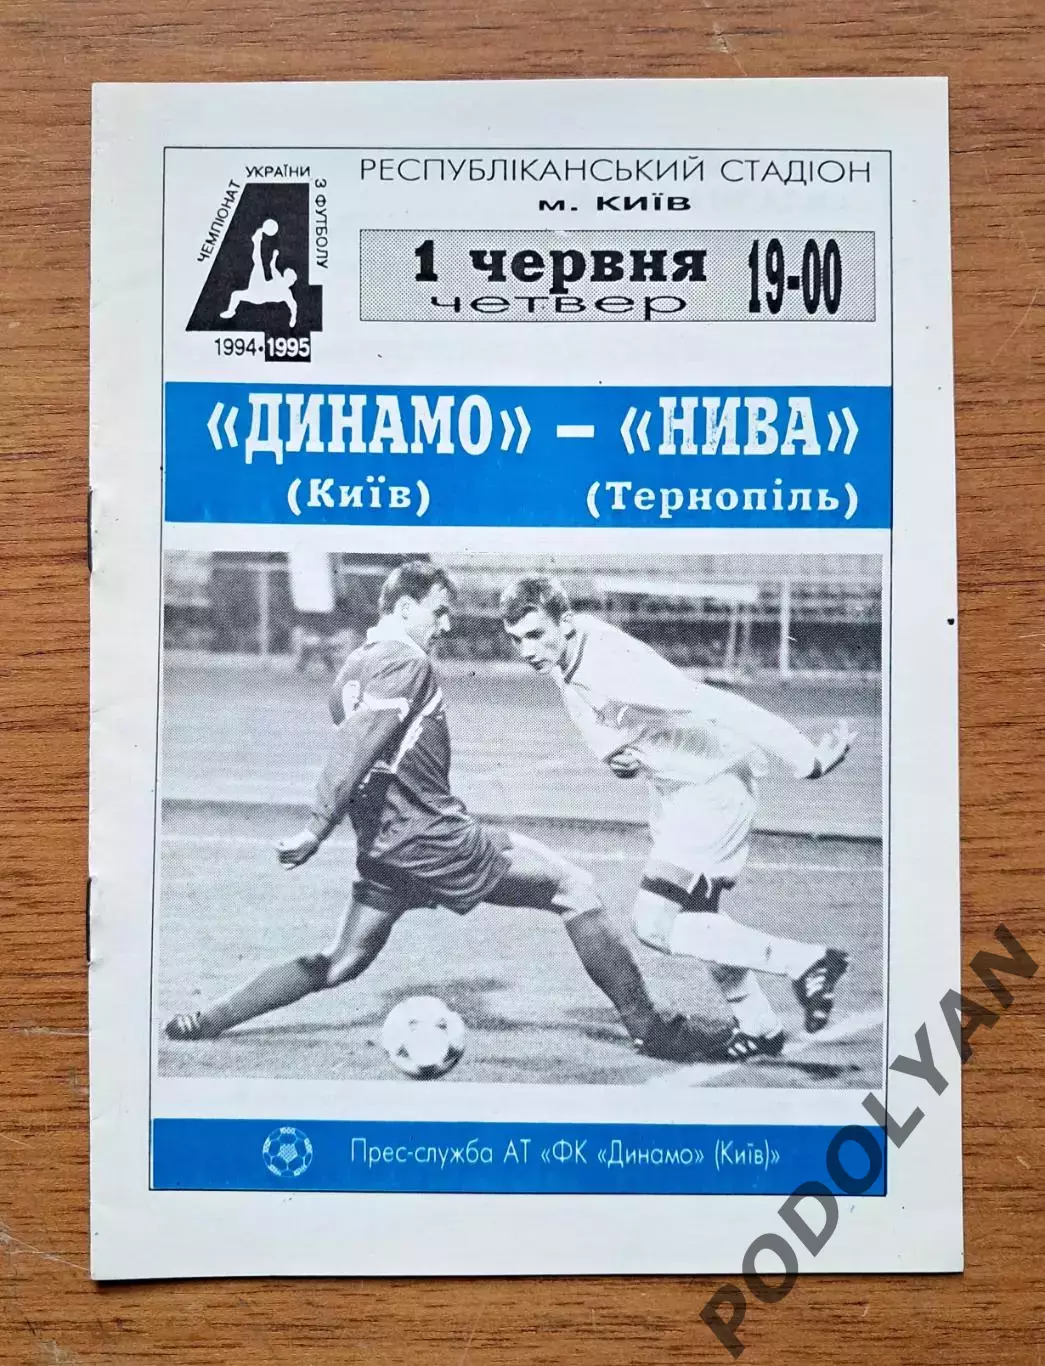 ЧЕМПІОНАТ УКРАЇНИ З ФУТБОЛУ
4
1994·1995
РЕСПУБЛІКАНСЬКИЙ СТАДІОН
м. КИЇВ
1 червня 19-00
четвер
«ДИНАМО» – «НИВА»
(Київ) (Тернопіль)
Прес-служба АТ «ФК «Динамо» (Київ)»
PODOLYAN